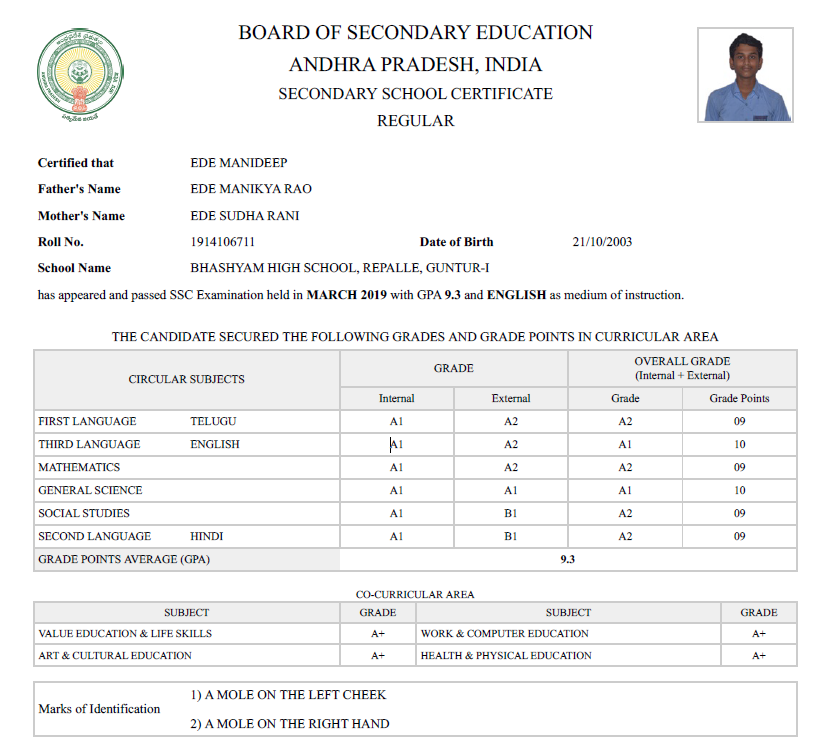 BOARD OF SECONDARY EDUCATION
ANDHRA PRADESH, INDIA
SECONDARY SCHOOL CERTIFICATE
REGULAR
Certified that EDE MANIDEEP
Father's Name EDE MANIKYA RAO
Mother's Name EDE SUDHA RANI
Roll No. 1914106711 Date of Birth 21/10/2003
School Name BHASHYAM HIGH SCHOOL, REPALLE, GUNTUR-I
has appeared and passed SSC Examination held in MARCH 2019 with GPA 9.3 and ENGLISH as medium of instruction.
THE CANDIDATE SECURED THE FOLLOWING GRADES AND GRADE POINTS IN CURRICULAR AREA
CIRCULAR SUBJECTS GRADE OVERALL GRADE
(Internal + External)
Internal External Grade Grade Points
FIRST LANGUAGE TELUGU A1 A2 A2 09
THIRD LANGUAGE ENGLISH A1 A2 A1 10
MATHEMATICS A1 A2 A2 09
GENERAL SCIENCE A1 A1 A1 10
SOCIAL STUDIES A1 B1 A2 09
SECOND LANGUAGE HINDI A1 B1 A2 09
GRADE POINTS AVERAGE (GPA) 9.3
CO-CURRICULAR AREA
SUBJECT GRADE SUBJECT GRADE
VALUE EDUCATION & LIFE SKILLS A+ WORK & COMPUTER EDUCATION A+
ART & CULTURAL EDUCATION A+ HEALTH & PHYSICAL EDUCATION A+
Marks of Identification
1) A MOLE ON THE LEFT CHEEK
2) A MOLE ON THE RIGHT HAND